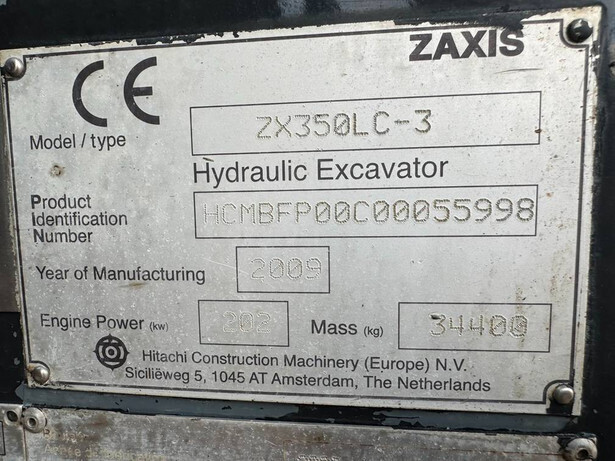 CE ZAXIS
Model / type ZX350LC-3
Hydraulic Excavator
Product
Identification
Number HCMBFP00C00055998
Year of Manufacturing 2009
Engine Power (kw) 202 Mass (kg) 34400
Hitachi Construction Machinery (Europe) N.V.
Siciliëweg 5, 1045 AT Amsterdam, The Netherlands